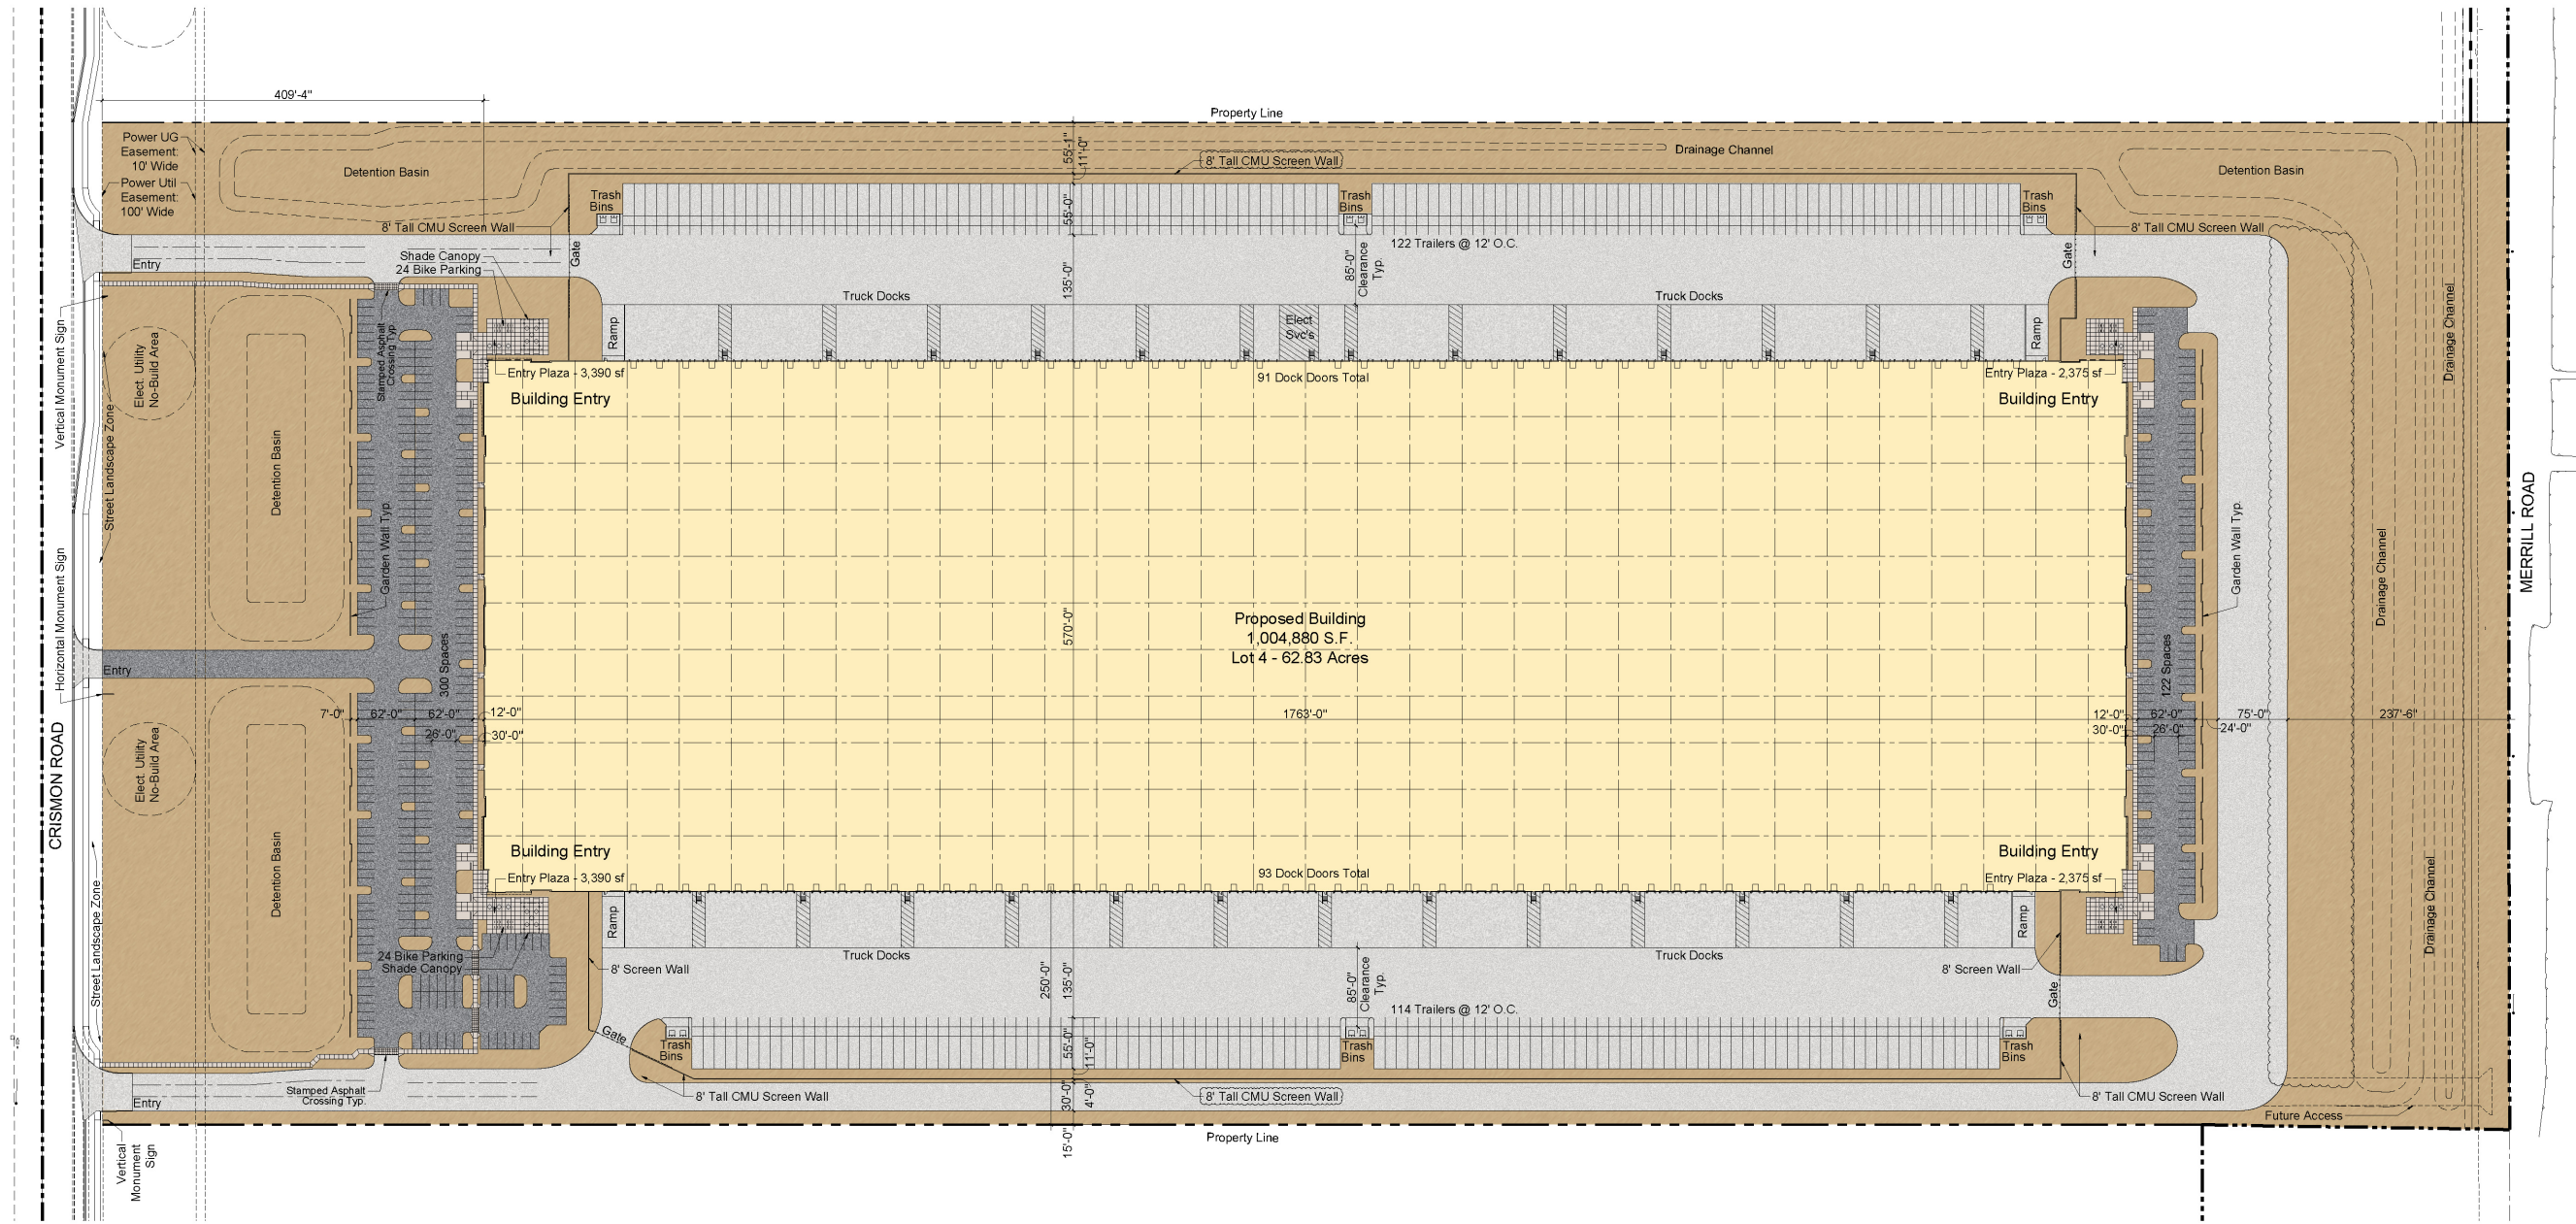 409'-4"
Property Line
Power UG
Easement:
10' Wide
Power Util
Easement:
100' Wide
Detention Basin
55'-1"
11'-0"
8' Tall CMU Screen Wall
Drainage Channel
Detention Basin
Trash
Bins
Trash
Bins
Trash
Bins
55'-0"
8' Tall CMU Screen Wall
8' Tall CMU Screen Wall
Entry
Shade Canopy
24 Bike Parking
Gate
122 Trailers @ 12' O.C.
85'-0"
Clearance
Typ.
135'-0"
Gate
Truck Docks
Truck Docks
Vertical Monument Sign
Street Landscape Zone
Elect. Utility
No-Build Area
Stamped Asphalt
Crossing Typ.
Ramp
Elect
Svc's
Ramp
Drainage Channel
Entry Plaza - 3,390 sf
91 Dock Doors Total
Entry Plaza - 2,375 sf
Building Entry
Building Entry
Detention Basin
Garden Wall Typ.
Garden Wall Typ.
MERRILL ROAD
Horizontal Monument Sign
Drainage Channel
570'-0"
Proposed Building
1,004,880 S.F.
Lot 4 - 62.83 Acres
Entry
300 Spaces
122 Spaces
7'-0"
62'-0"
62'-0"
12'-0"
1763'-0"
12'-0"
62'-0"
75'-0"
237'-6"
26'-0"
30'-0"
30'-0"
26'-0"
24'-0"
CRISMON ROAD
Elect. Utility
No-Build Area
Detention Basin
Building Entry
Building Entry
Entry Plaza - 3,390 sf
93 Dock Doors Total
Entry Plaza - 2,375 sf
Street Landscape Zone
Ramp
Ramp
Drainage Channel
24 Bike Parking
Shade Canopy
Truck Docks
Truck Docks
8' Screen Wall
8' Screen Wall
250'-0"
135'-0"
85'-0"
Clearance
Typ.
Gate
114 Trailers @ 12' O.C.
Gate
Trash
Bins
55'-0"
11'-0"
Trash
Bins
Trash
Bins
Stamped Asphalt
Crossing Typ.
Entry
8' Tall CMU Screen Wall
30'-0"
4'-0"
8' Tall CMU Screen Wall
8' Tall CMU Screen Wall
Future Access
15'-0"
Property Line
Vertical
Monument
Sign